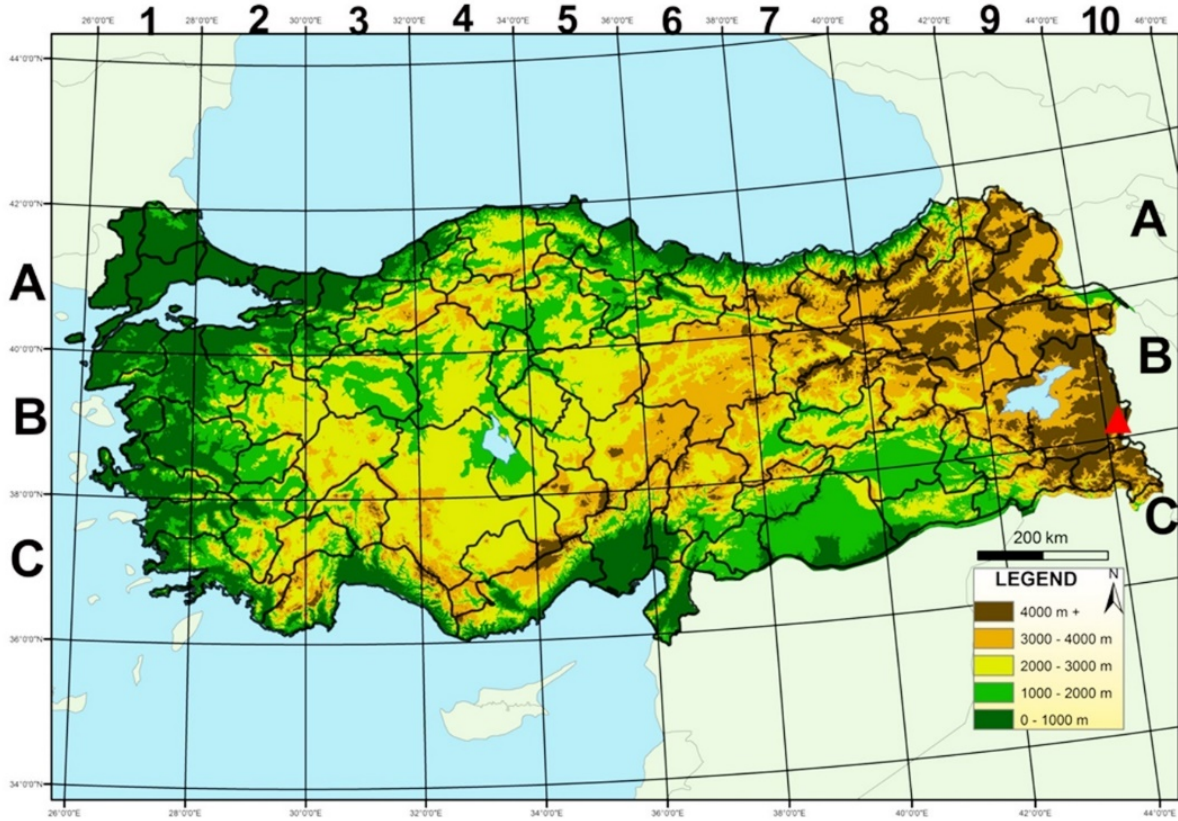 1 2 3 4 5 6 7 8 9 10
26°0'0"E 28°0'0"E 30°0'0"E 32°0'0"E 34°0'0"E 36°0'0"E 38°0'0"E 40°0'0"E 42°0'0"E 44°0'0"E 46°0'0"E
44°0'0"N
42°0'0"N
A
A
40°0'0"N
B
B
38°0'0"N
C
C
200 km
LEGEND
N
4000 m +
3000 - 4000 m
2000 - 3000 m
1000 - 2000 m
0 - 1000 m
36°0'0"N
34°0'0"N
26°0'0"E 28°0'0"E 30°0'0"E 32°0'0"E 34°0'0"E 36°0'0"E 38°0'0"E 40°0'0"E 42°0'0"E 44°0'0"E